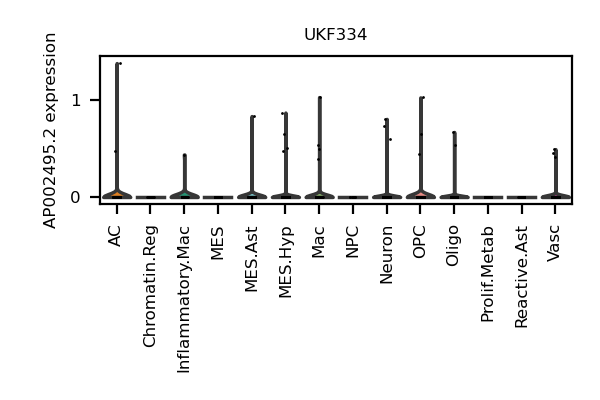 UKF334
AP002495.2 expression
1
0
AC
Chromatin.Reg
Inflammatory.Mac
MES
MES.Ast
MES.Hyp
Mac
NPC
Neuron
OPC
Oligo
Prolif.Metab
Reactive.Ast
Vasc